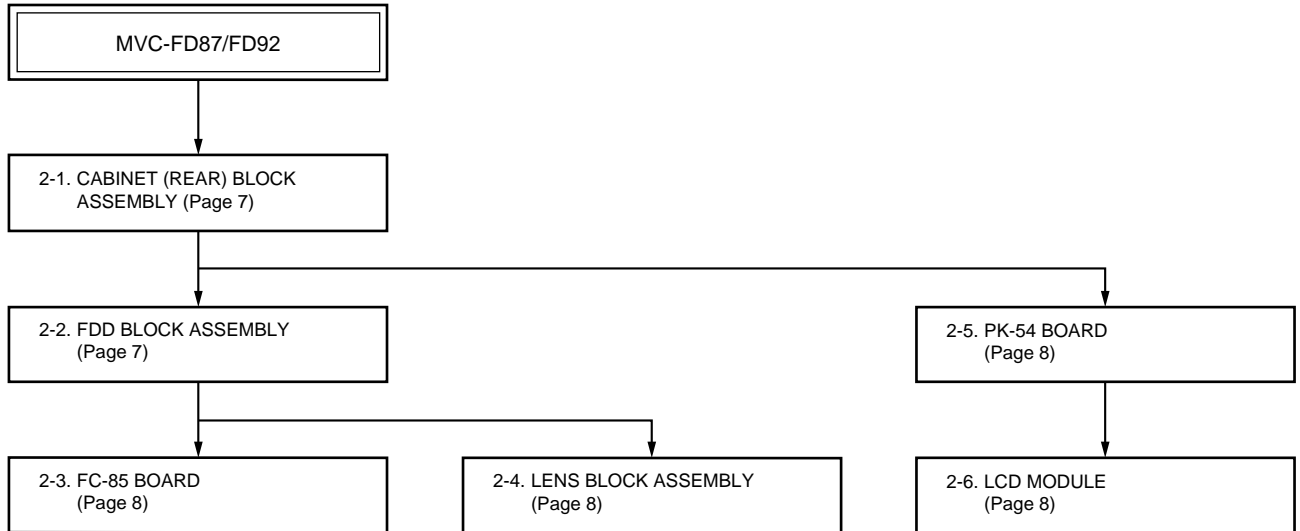 MVC-FD87/FD92
2-1. CABINET (REAR) BLOCK
ASSEMBLY (Page 7)
2-2. FDD BLOCK ASSEMBLY
(Page 7)
2-5. PK-54 BOARD
(Page 8)
2-3. FC-85 BOARD
(Page 8)
2-4. LENS BLOCK ASSEMBLY
(Page 8)
2-6. LCD MODULE
(Page 8)